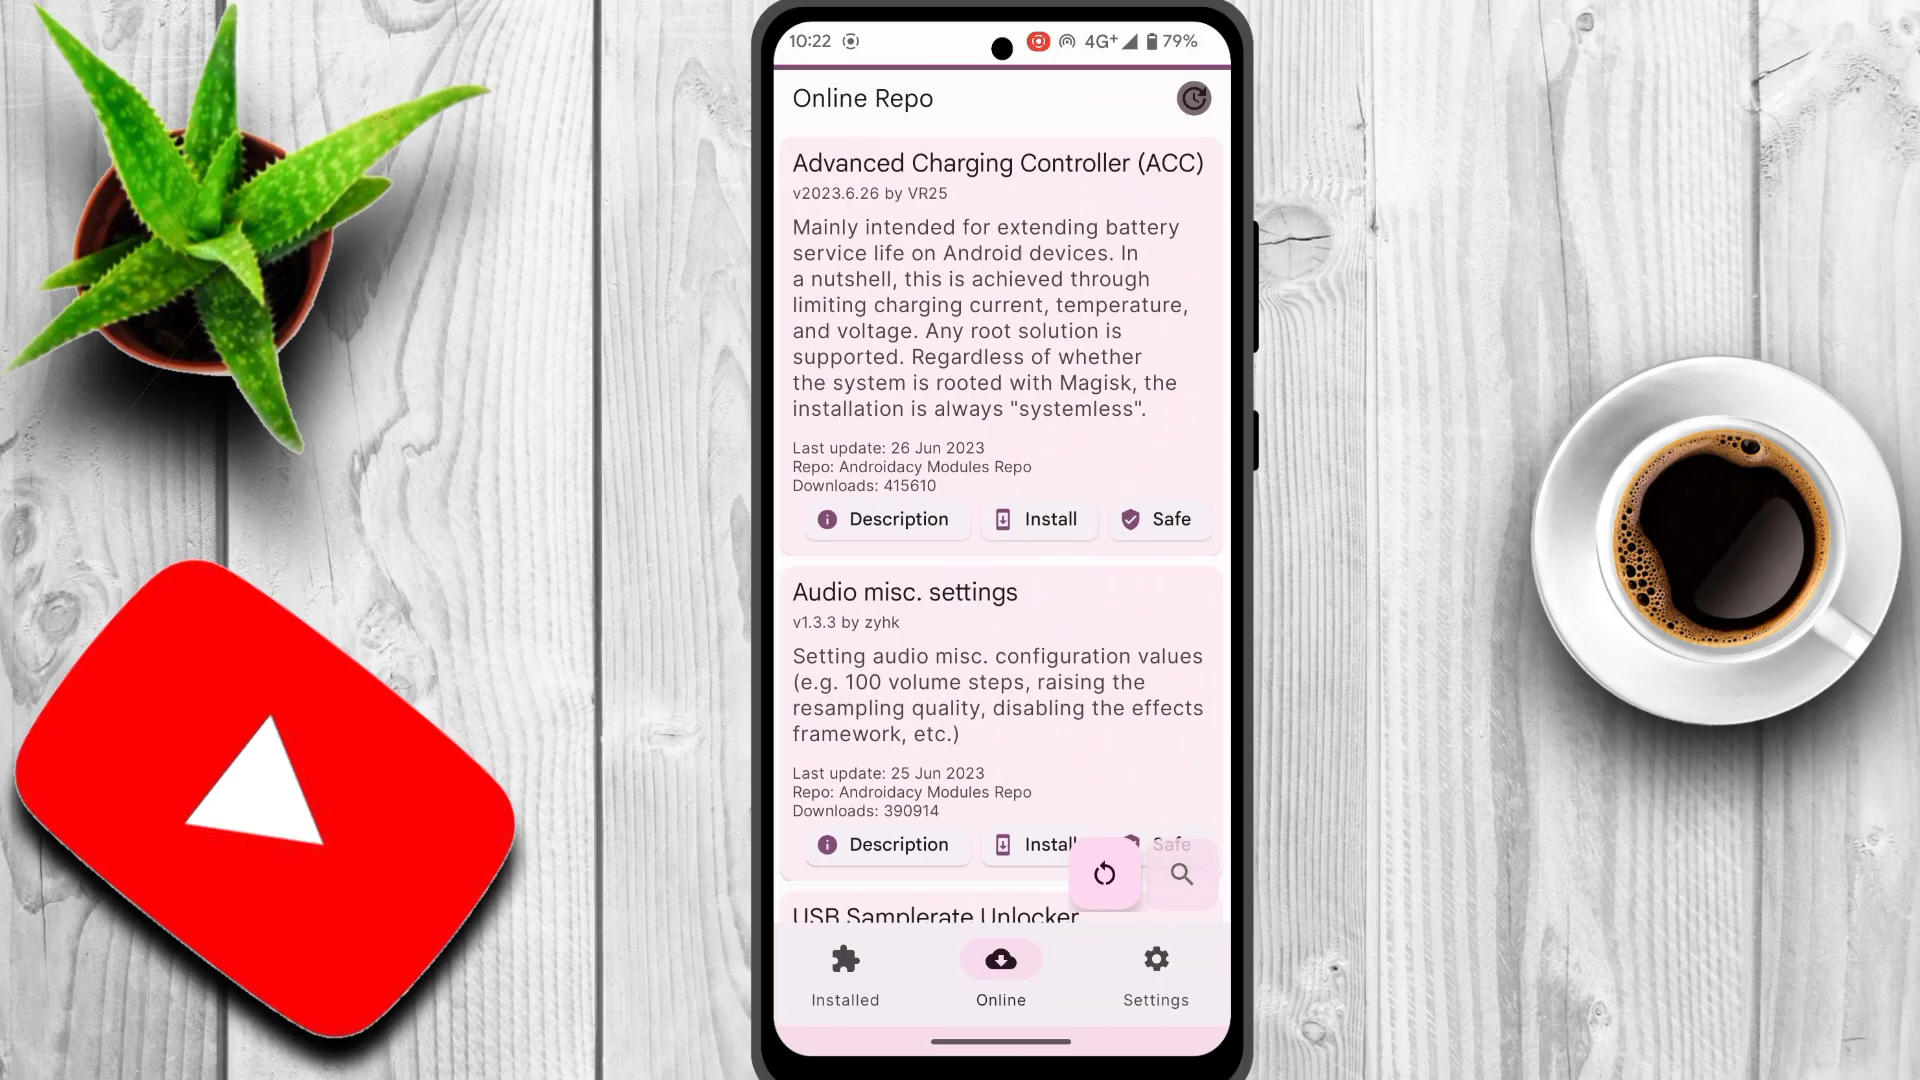 10:22 4G+ 79%
Online Repo
Advanced Charging Controller (ACC)
v2023.6.26 by VR25
Mainly intended for extending battery
service life on Android devices. In
a nutshell, this is achieved through
limiting charging current, temperature,
and voltage. Any root solution is
supported. Regardless of whether
the system is rooted with Magisk, the
installation is always "systemless".
Last update: 26 Jun 2023
Repo: Androidacy Modules Repo
Downloads: 415610
Description Install Safe
Audio misc. settings
v1.3.3 by zyhk
Setting audio misc. configuration values
(e.g. 100 volume steps, raising the
resampling quality, disabling the effects
framework, etc.)
Last update: 25 Jun 2023
Repo: Androidacy Modules Repo
Downloads: 390914
Description Install Safe
USB Samplerate Unlocker
Installed Online Settings